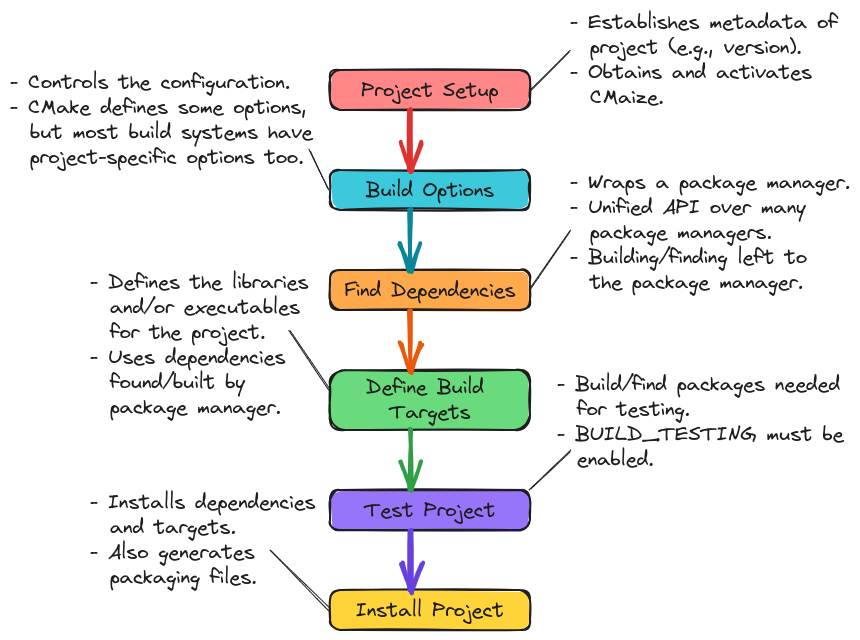 - Establishes metadata of
project (e.g., version).
- Obtains and activates
CMaize.
Project Setup
- Controls the configuration.
- CMake defines some options,
but most build systems have
project-specific options too.
Build Options
- Wraps a package manager.
- Unified API over many
package managers.
- Building/finding left to
the package manager.
Find Dependencies
- Defines the libraries
and/or executables
for the project.
- Uses dependencies
found/built by
package manager.
Define Build
Targets
- Build/find packages needed
for testing.
- BUILD_TESTING must be
enabled.
Test Project
- Installs dependencies
and targets.
- Also generates
packaging files.
Install Project